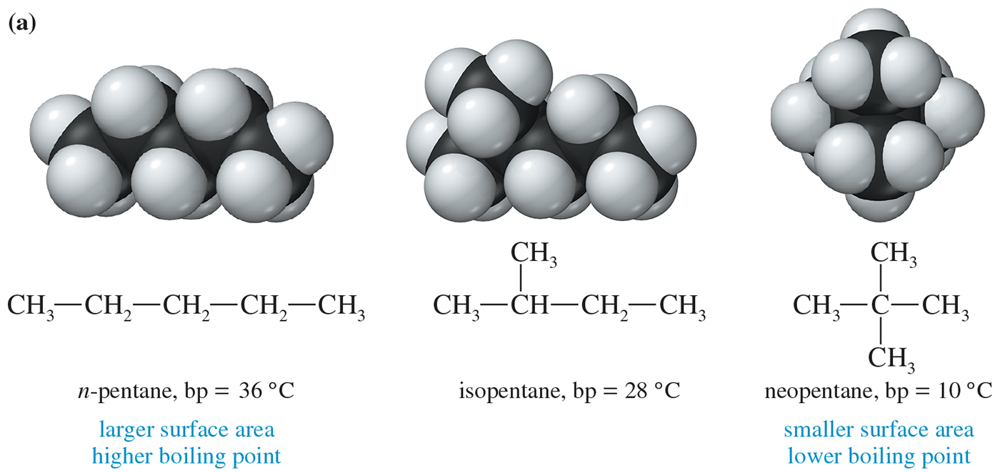 (a)
CH₃
CH₃
CH₃—CH₂—CH₂—CH₂—CH₃
CH₃—CH—CH₂—CH₃
CH₃—C—CH₃
CH₃
n-pentane, bp = 36 °C
isopentane, bp = 28 °C
neopentane, bp = 10 °C
larger surface area
higher boiling point
smaller surface area
lower boiling point